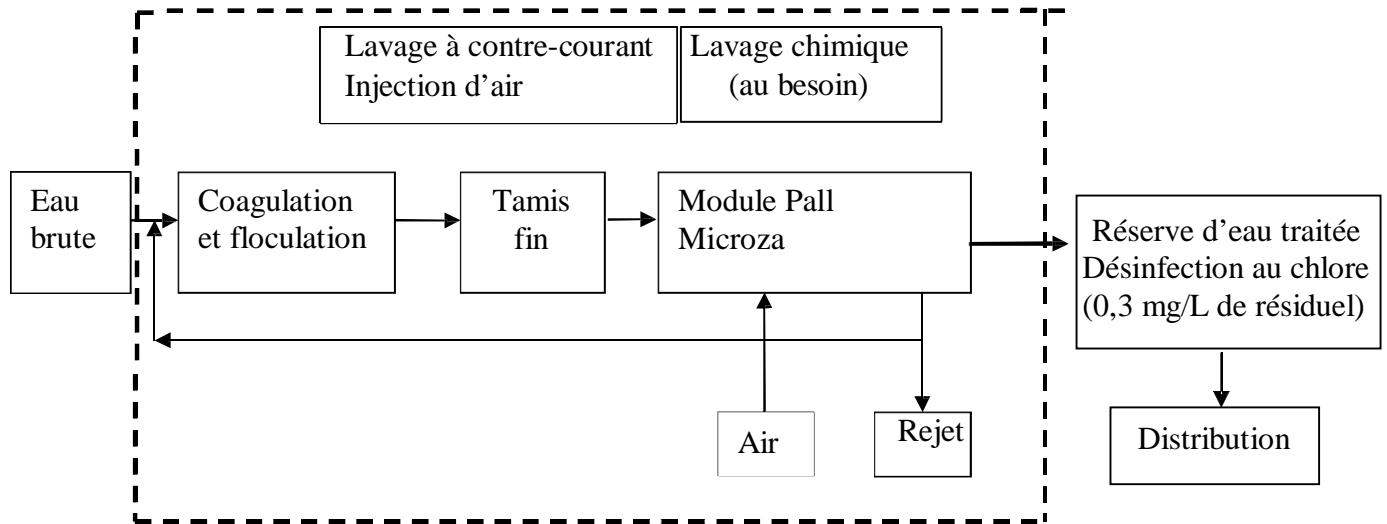 Lavage à contre-courant
Injection d’air
Lavage chimique
(au besoin)
Eau
brute
Coagulation
et floculation
Tamis
fin
Module Pall
Microza
Réserve d’eau traitée
Désinfection au chlore
(0,3 mg/L de résiduel)
Air
Rejet
Distribution